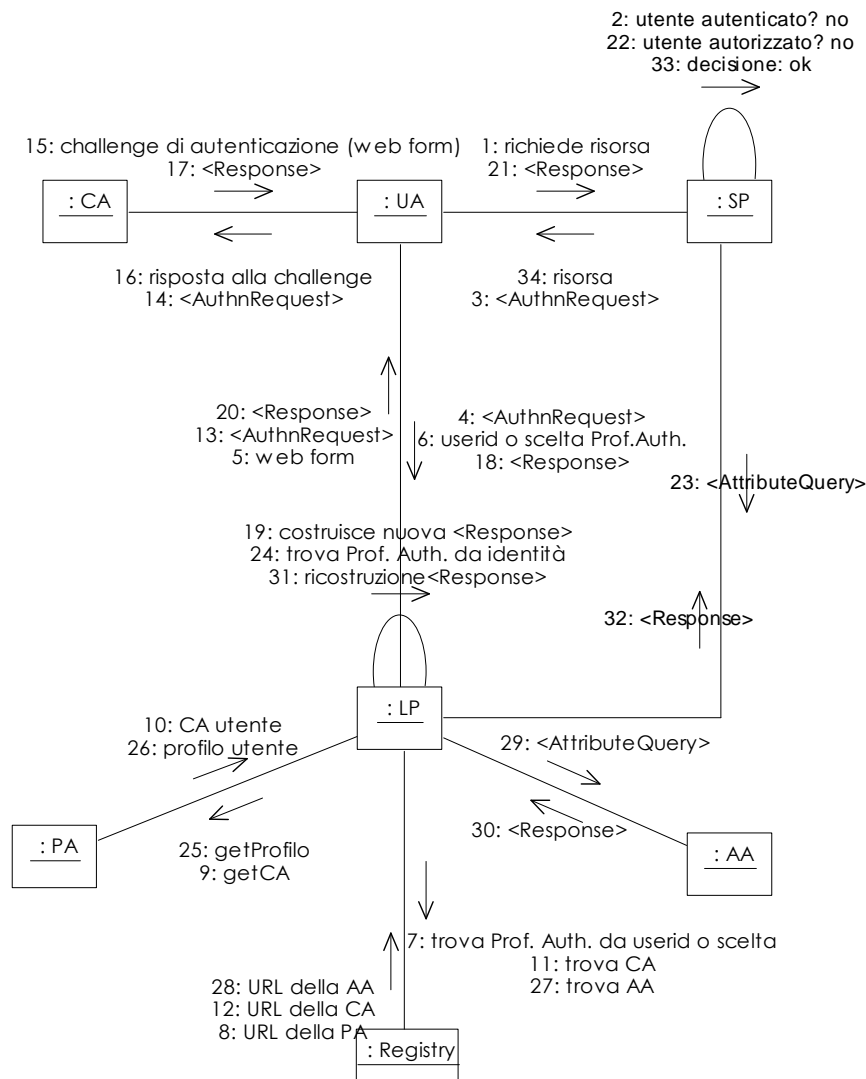 2: utente autenticato? no
22: utente autorizzato? no
33: decisione: ok
15: challenge di autenticazione (web form)
17: <Response>
1: richiede risorsa
21: <Response>
: CA
: UA
: SP
16: risposta alla challenge
14: <AuthnRequest>
34: risorsa
3: <AuthnRequest>
20: <Response>
13: <AuthnRequest>
5: web form
4: <AuthnRequest>
6: userid o scelta Prof.Auth.
18: <Response>
23: <AttributeQuery>
19: costruisce nuova <Response>
24: trova Prof. Auth. da identità
31: ricostruzione<Response>
32: <Response>
: LP
10: CA utente
26: profilo utente
29: <AttributeQuery>
30: <Response>
: PA
25: getProfilo
9: getCA
: AA
7: trova Prof. Auth. da userid o scelta
11: trova CA
27: trova AA
28: URL della AA
12: URL della CA
8: URL della PA
: Registry